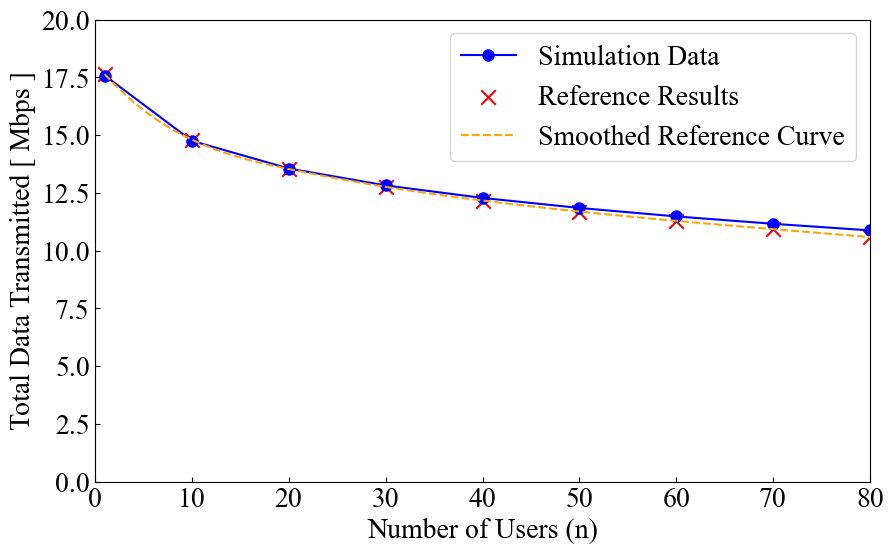 20.0
17.5
15.0
12.5
10.0
7.5
5.0
2.5
0.0
Total Data Transmitted [ Mbps ]
Simulation Data
Reference Results
Smoothed Reference Curve
0 10 20 30 40 50 60 70 80
Number of Users (n)